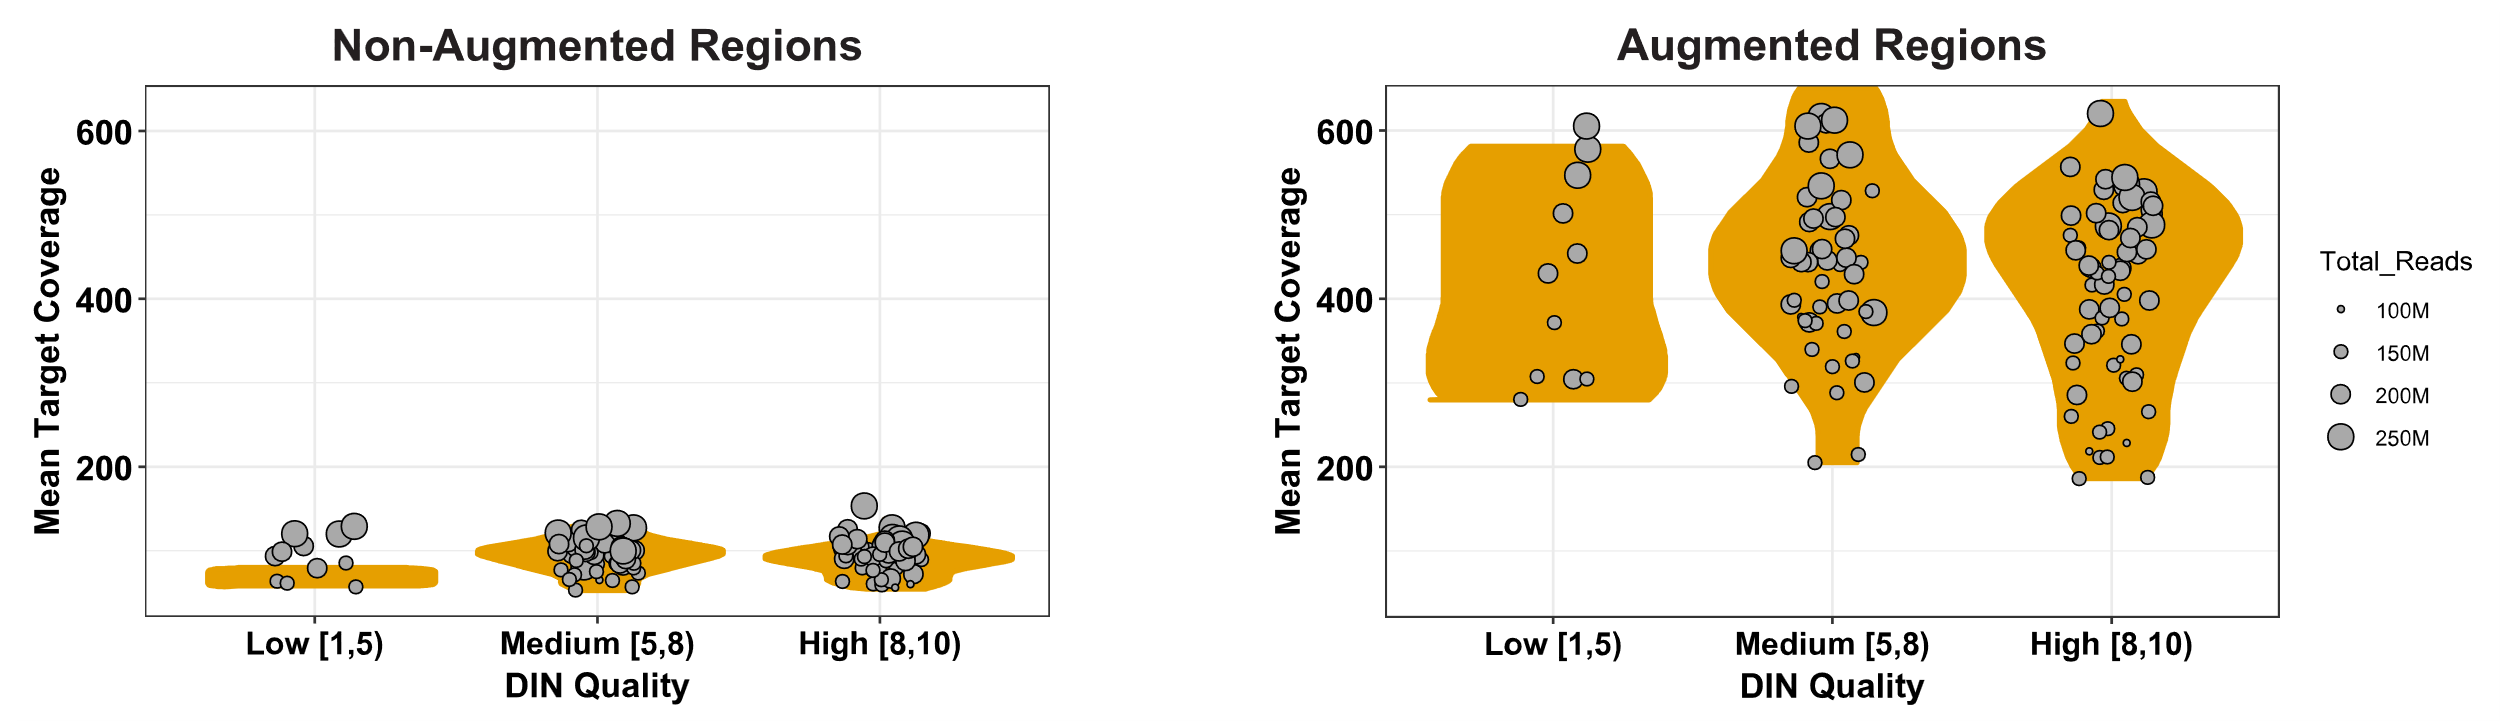 Non-Augmented Regions
Mean Target Coverage
600
400
200
Low [1,5)
Medium [5,8)
High [8,10)
DIN Quality
Augmented Regions
Mean Target Coverage
600
400
200
Low [1,5)
Medium [5,8)
High [8,10)
DIN Quality
Total_Reads
100M
150M
200M
250M